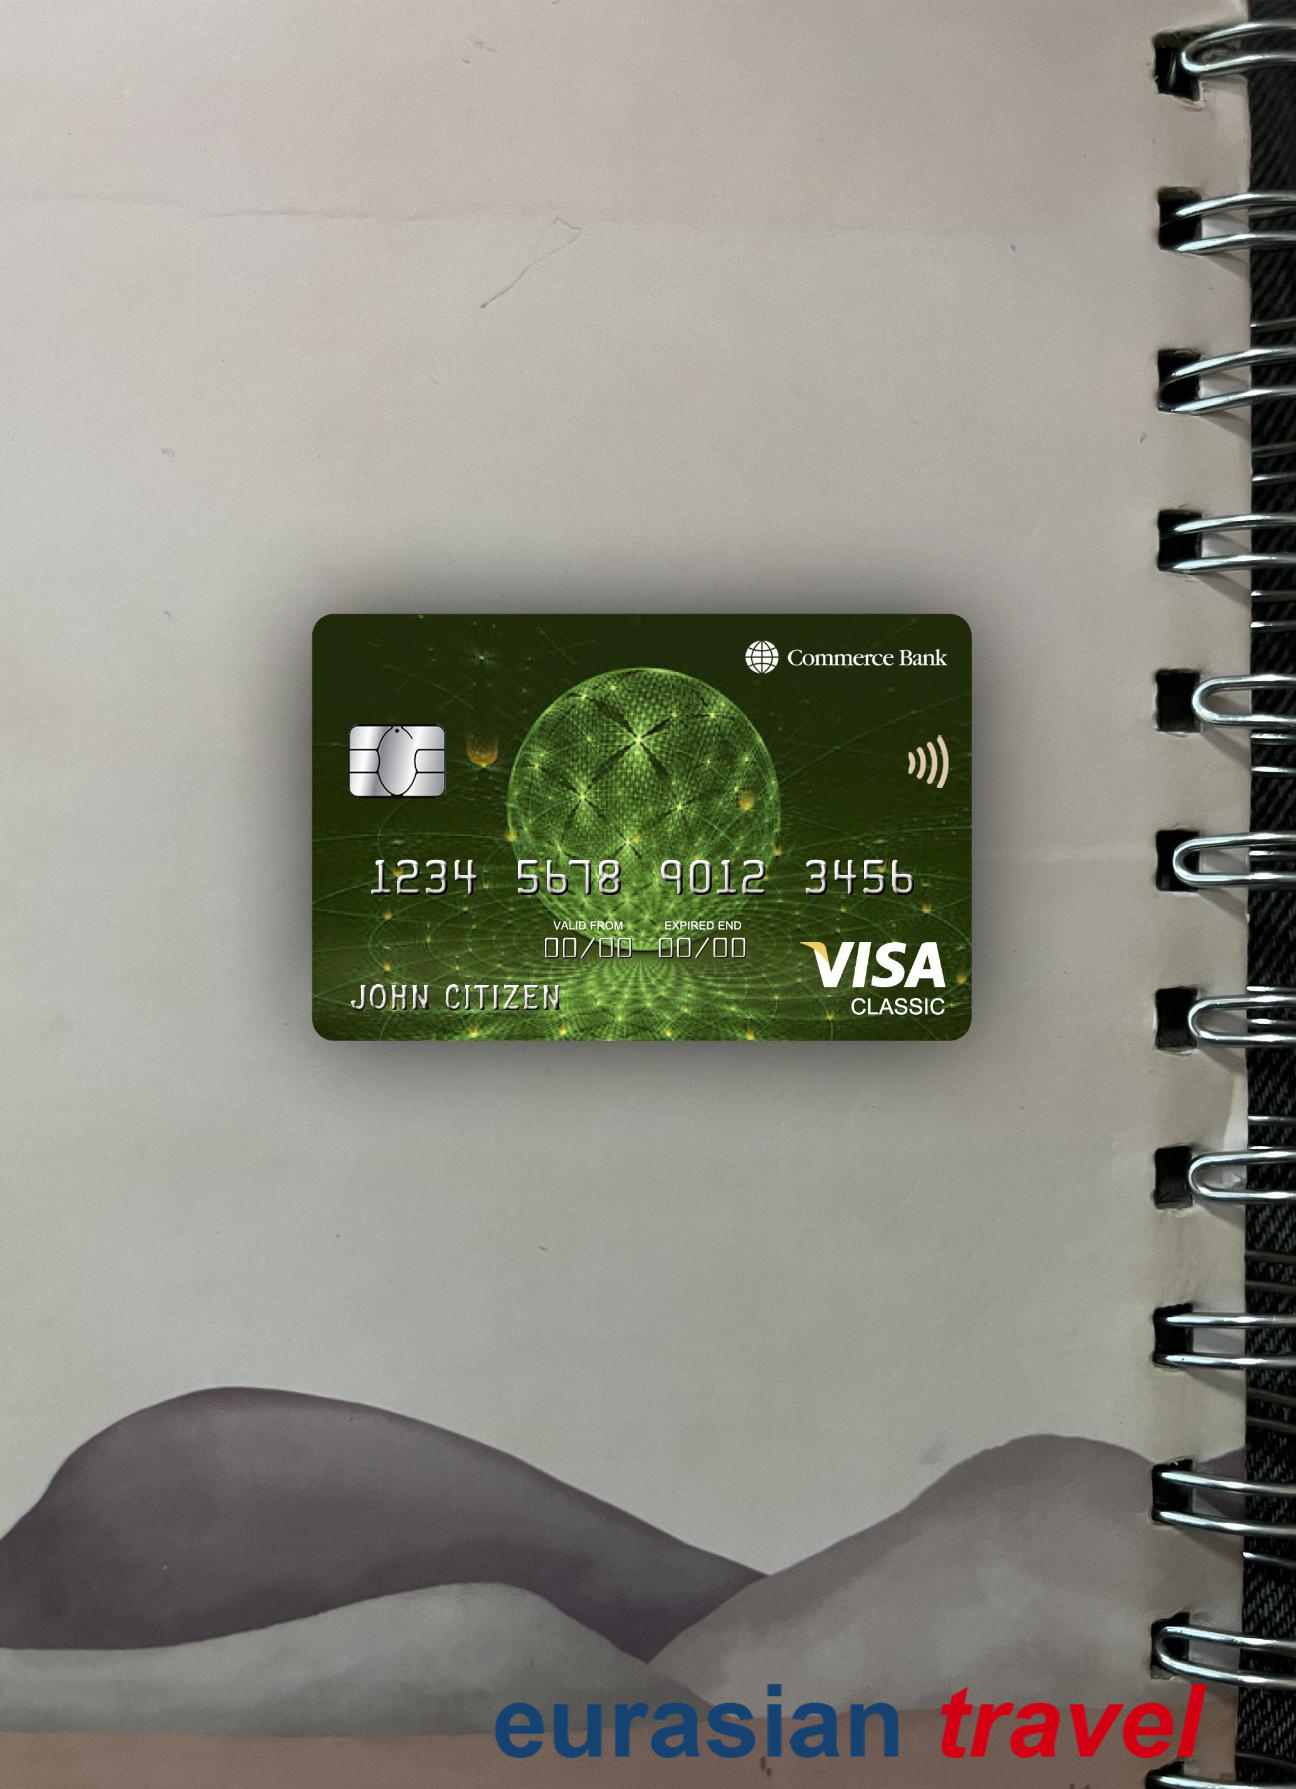 Commerce Bank
1234 5678 9012 3456
VALID FROM EXPIRED END
00/00 00/00
VISA
CLASSIC
JOHN CITIZEN
eurasian travel